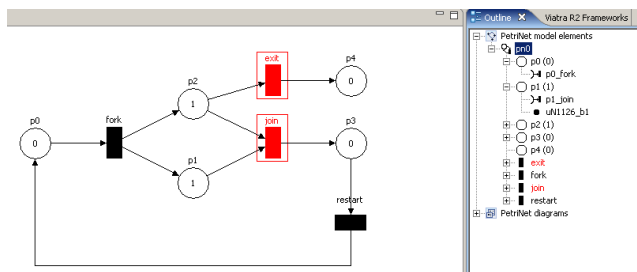 Outline
Viatra R2 Frameworks
PetriNet model elements
pn0
p0 (0)
p0_fork
p1 (1)
p1_join
uN1126_b1
p2 (1)
p3 (0)
p4 (0)
exit
fork
join
restart
PetriNet diagrams
exit
p4
p2
0
1
fork
join
p3
p0
0
0
p1
1
restart